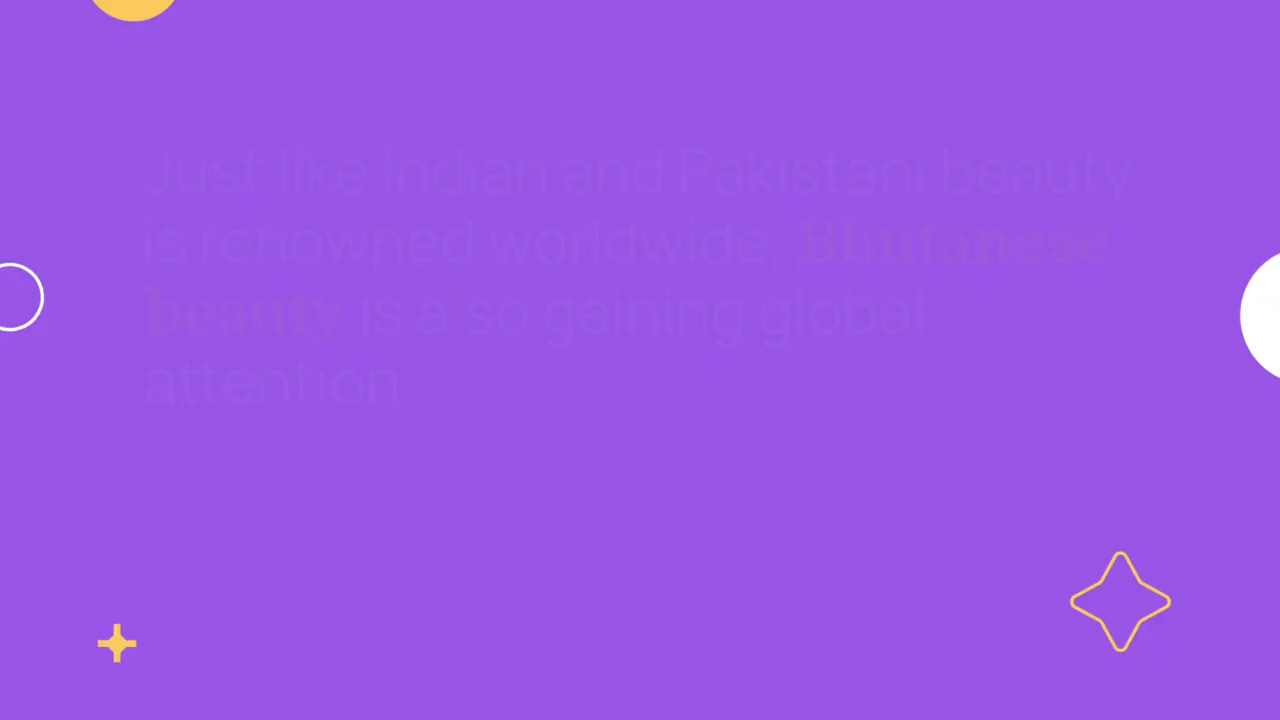 Just like Indian and Pakistani beauty
is renowned worldwide, Bhutanese
beauty is also gaining global
attention.